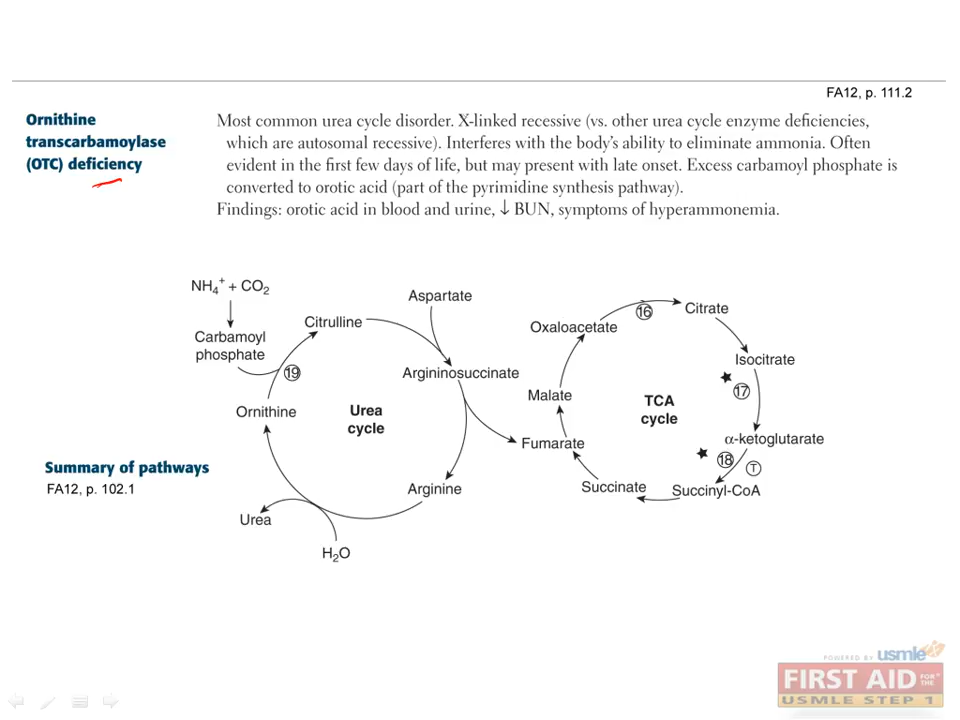 FA12, p. 111.2
Ornithine
transcarbamoylase
(OTC) deficiency
Most common urea cycle disorder. X-linked recessive (vs. other urea cycle enzyme deficiencies,
which are autosomal recessive). Interferes with the body's ability to eliminate ammonia. Often
evident in the first few days of life, but may present with late onset. Excess carbamoyl phosphate is
converted to orotic acid (part of the pyrimidine synthesis pathway).
Findings: orotic acid in blood and urine, ↓ BUN, symptoms of hyperammonemia.
NH4+ + CO2
Carbamoyl
phosphate
Citrulline
Aspartate
19
Argininosuccinate
Ornithine
Urea
cycle
Fumarate
Arginine
Urea
H2O
Oxaloacetate
16
Citrate
Isocitrate
17
Malate
TCA
cycle
α-ketoglutarate
18
T
Succinate
Succinyl-CoA
Summary of pathways
FA12, p. 102.1
POWERED BY usmle
FIRST AID FOR THE
USMLE STEP 1